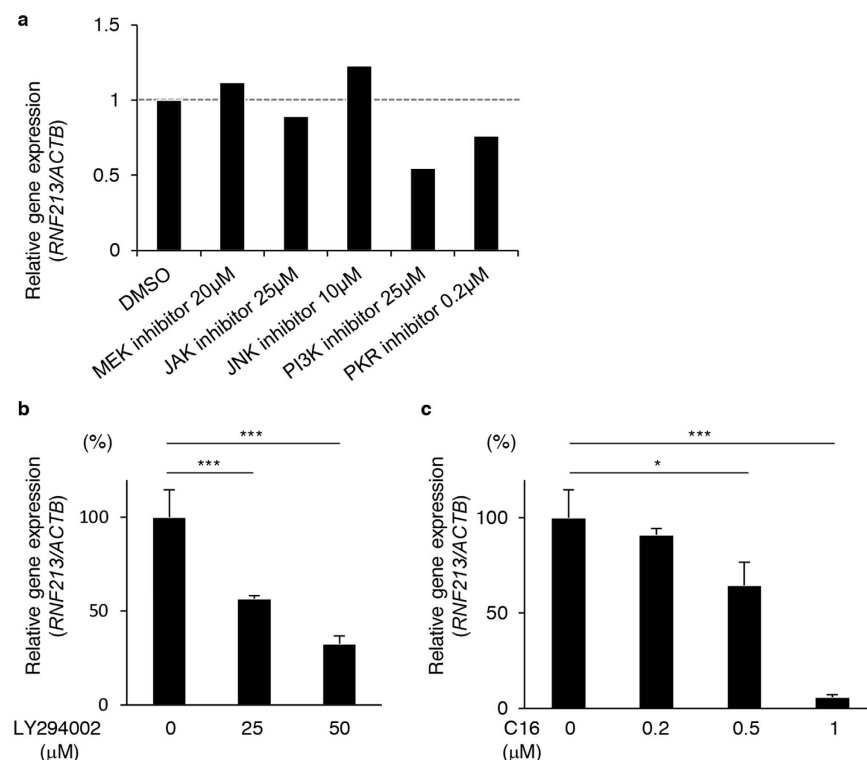 a
Relative gene expression
(RNF213/ACTB)
1.5
1
0.5
0
DMSO
MEK inhibitor 20μM
JAK inhibitor 25μM
JNK inhibitor 10μM
PI3K inhibitor 25μM
PKR inhibitor 0.2μM
b
(%)
Relative gene expression
(RNF213/ACTB)
***
***
100
50
0
LY294002 0 25 50
(μM)
c
(%)
Relative gene expression
(RNF213/ACTB)
***
*
100
50
0
C16 0 0.2 0.5 1
(μM)